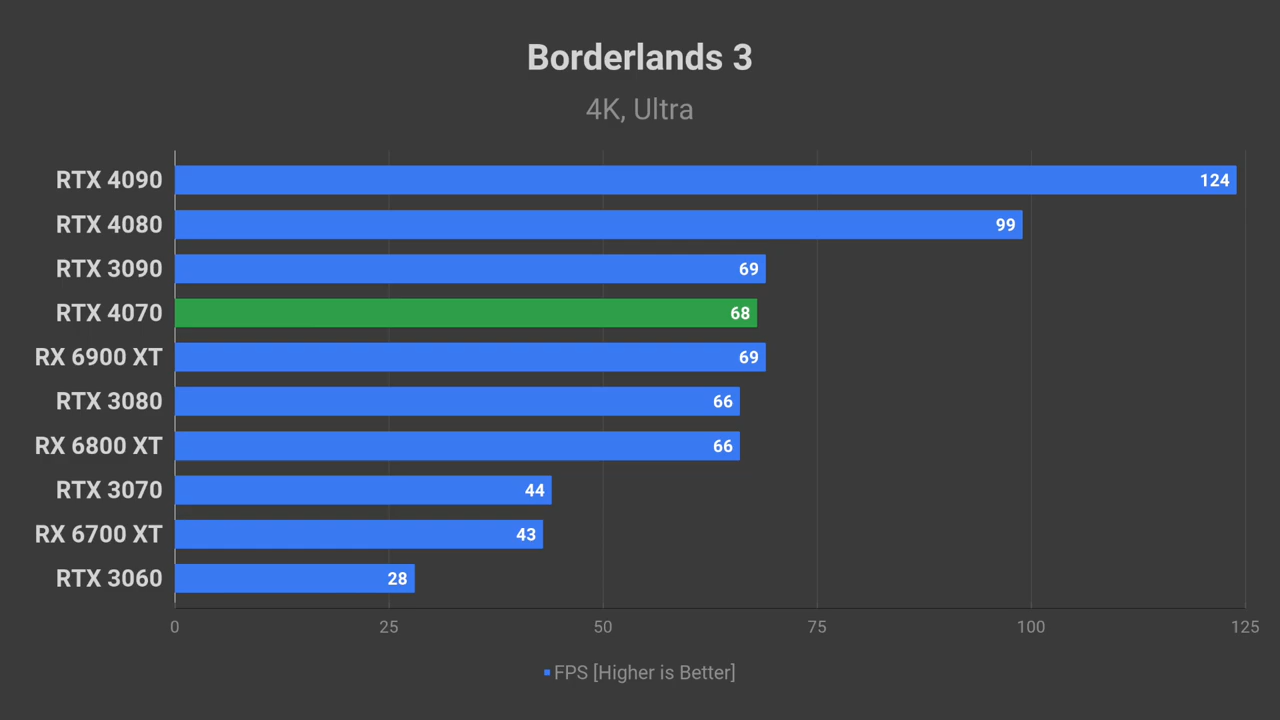 Borderlands 3
4K, Ultra
RTX 4090 124
RTX 4080 99
RTX 3090 69
RTX 4070 68
RX 6900 XT 69
RTX 3080 66
RX 6800 XT 66
RTX 3070 44
RX 6700 XT 43
RTX 3060 28
0 25 50 75 100 125
FPS [Higher is Better]